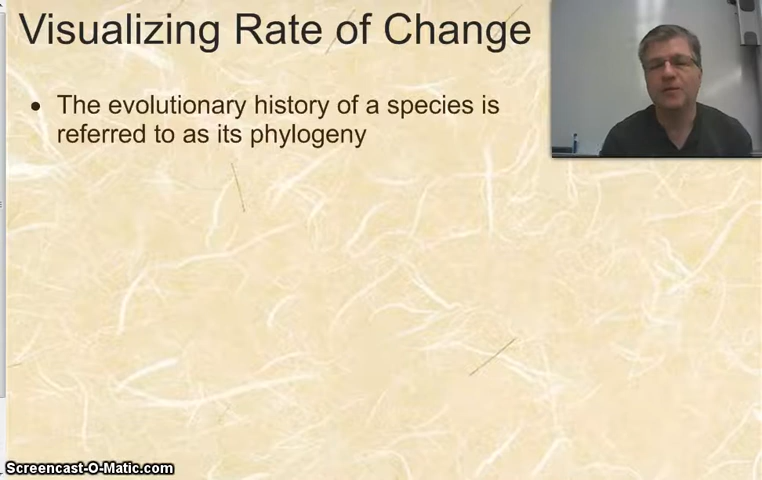 Visualizing Rate of Change
• The evolutionary history of a species is
referred to as its phylogeny
Screencast-O-Matic.com